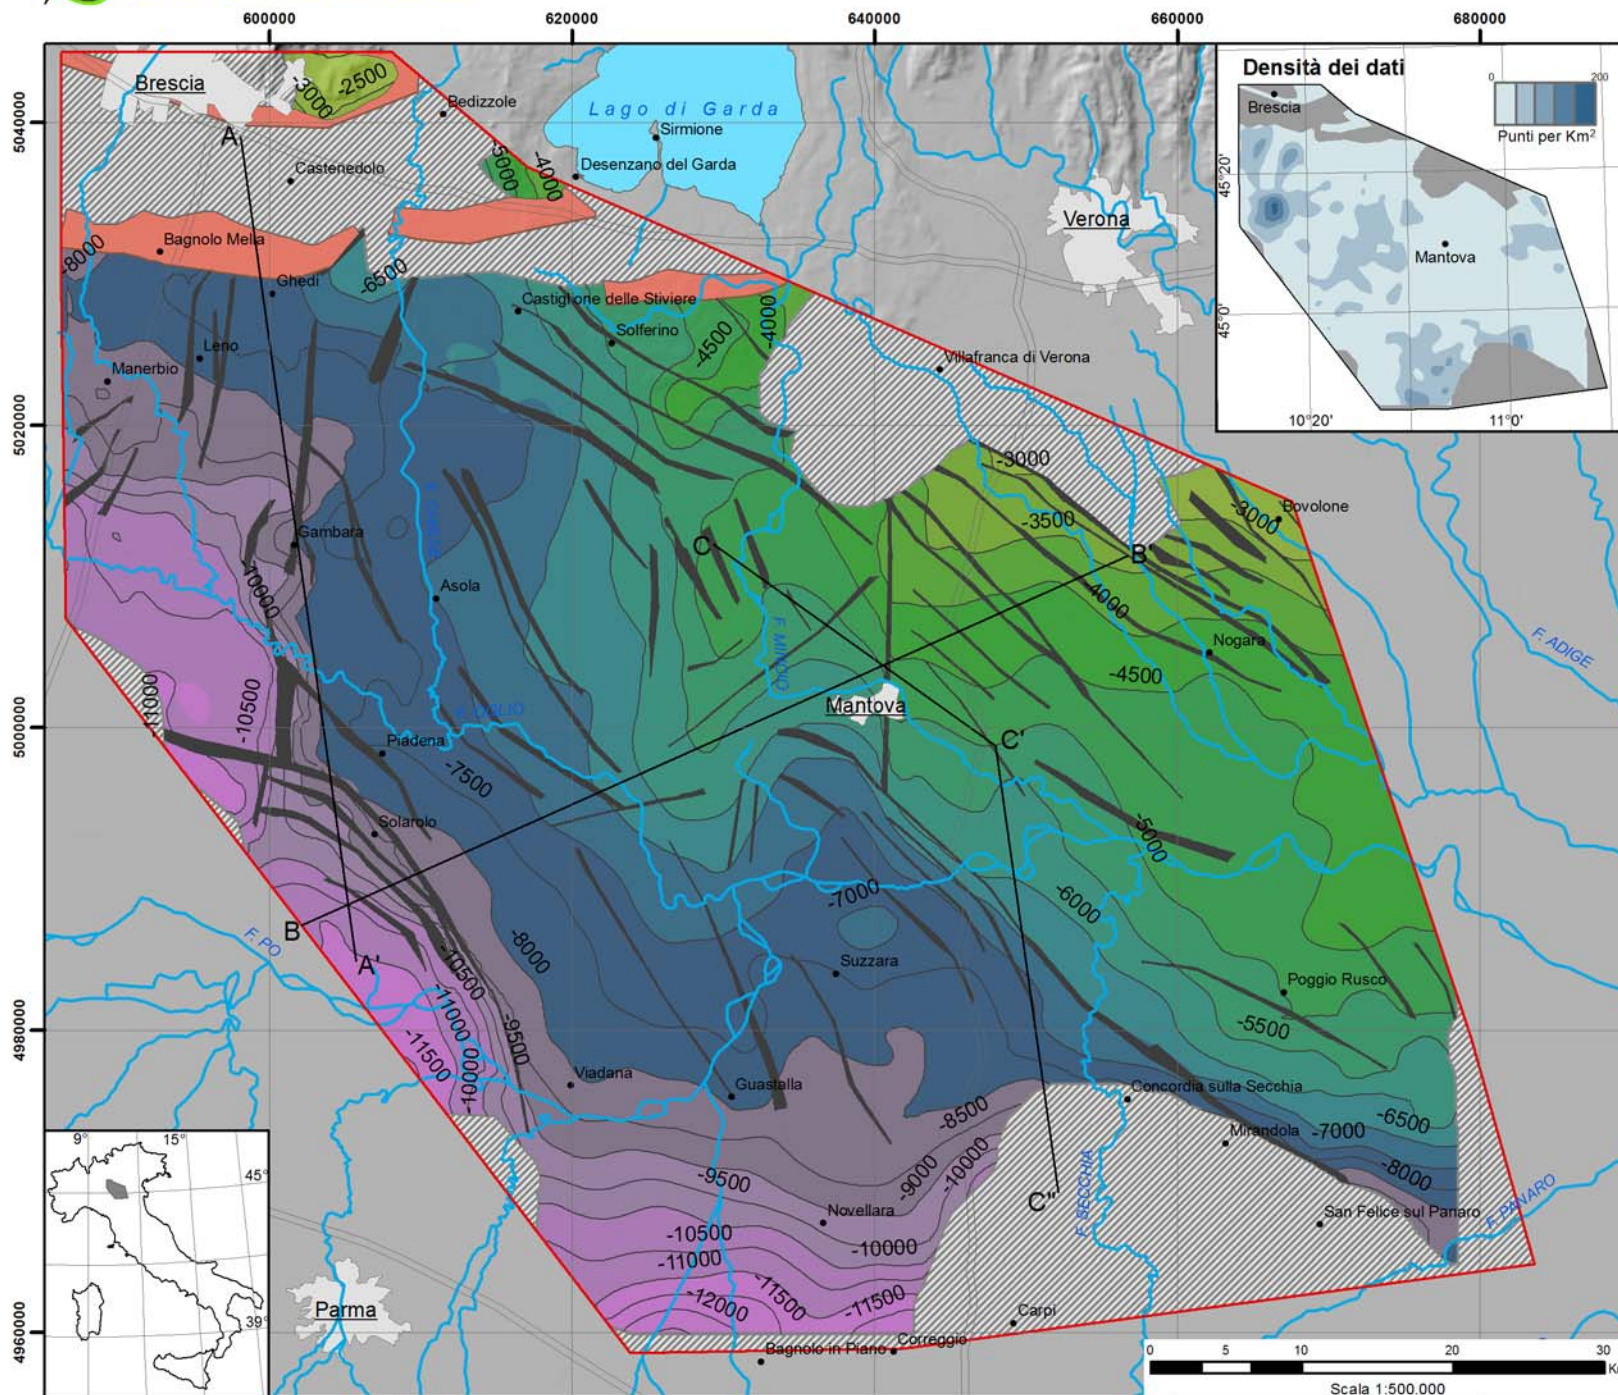 )
600000
620000
640000
660000
680000
5040000
5020000
5000000
4980000
4960000
Brescia
-3000
-2500
Bedizzole
Lago di Garda
Sirmione
Desenzano del Garda
-5000
-4000
A
Castenedolo
Verona
Densità dei dati
0
200
Punti per Km²
Brescia
Mantova
45°20'
45°0'
10°20'
11°0'
-8000
Bagnolo Mella
Ghedi
-6500
Castiglione delle Stiviere
Solferino
-4500
-4000
Villafranca di Verona
Leno
Manerbio
-3000
-3500
-3000
Bovolone
Gambara
C
B'
-10000
Asola
4000
Nogara
F. MINCIO
F. ADIGE
-4500
-11000
-10500
F. OGLIO
Mantova
C'
Piadena
-7500
Solarolo
-5000
-7000
-6000
B
F. PO
A'
-10500
-8000
Suzzara
Poggio Rusco
-11000
-9500
-5500
-11500
-10000
Viadana
Guastalla
Concordia sulla Secchia
-8500
-6500
Mirandola
-7000
-9500
-9000
-10000
-8000
C"
F. SECCHIA
San Felice sul Panaro
F. PANARO
Novellara
-10500
-10000
-11000
-11500
-11500
-12000
Carpi
Correggio
Bagnolo in Piano
Parma
9°
15°
45°
39°
0
5
10
20
30
Scala 1:500.000